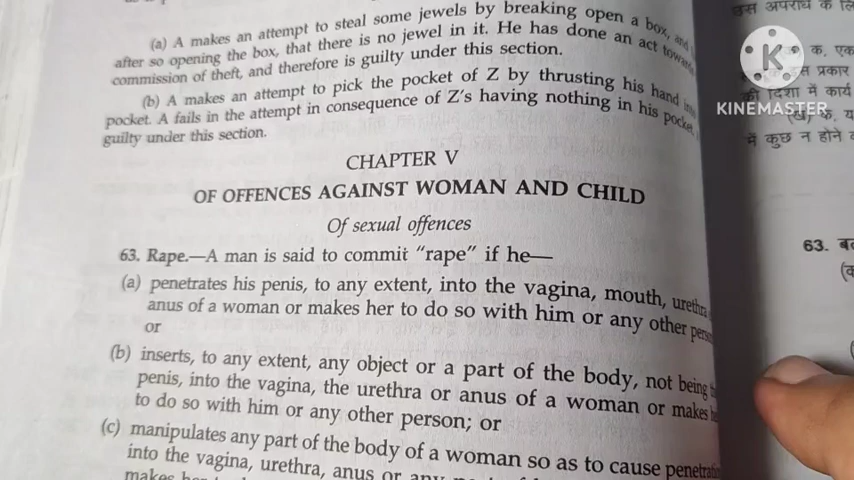 (a) A makes an attempt to steal some jewels by breaking open a box, and
after so opening the box, that there is no jewel in it. He has done an act
commission of theft, and therefore is guilty under this section.
(b) A makes an attempt to pick the pocket of Z by thrusting his hand
pocket. A fails in the attempt in consequence of Z's having nothing in his pocket.
guilty under this section.
CHAPTER V
OF OFFENCES AGAINST WOMAN AND CHILD
Of sexual offences
63. Rape.—A man is said to commit "rape" if he—
(a) penetrates his penis, to any extent, into the vagina, mouth, urethra
anus of a woman or makes her to do so with him or any other
or
(b) inserts, to any extent, any object or a part of the body, not being
penis, into the vagina, the urethra or anus of a woman or makes
to do so with him or any other person; or
(c) manipulates any part of the body of a woman so as to cause
into the vagina, urethra, anus or any
उस अपराध के
क, एक
प्रकार
की दिशा में कार्य
में कुछ न होने
63.
K
KINEMASTER